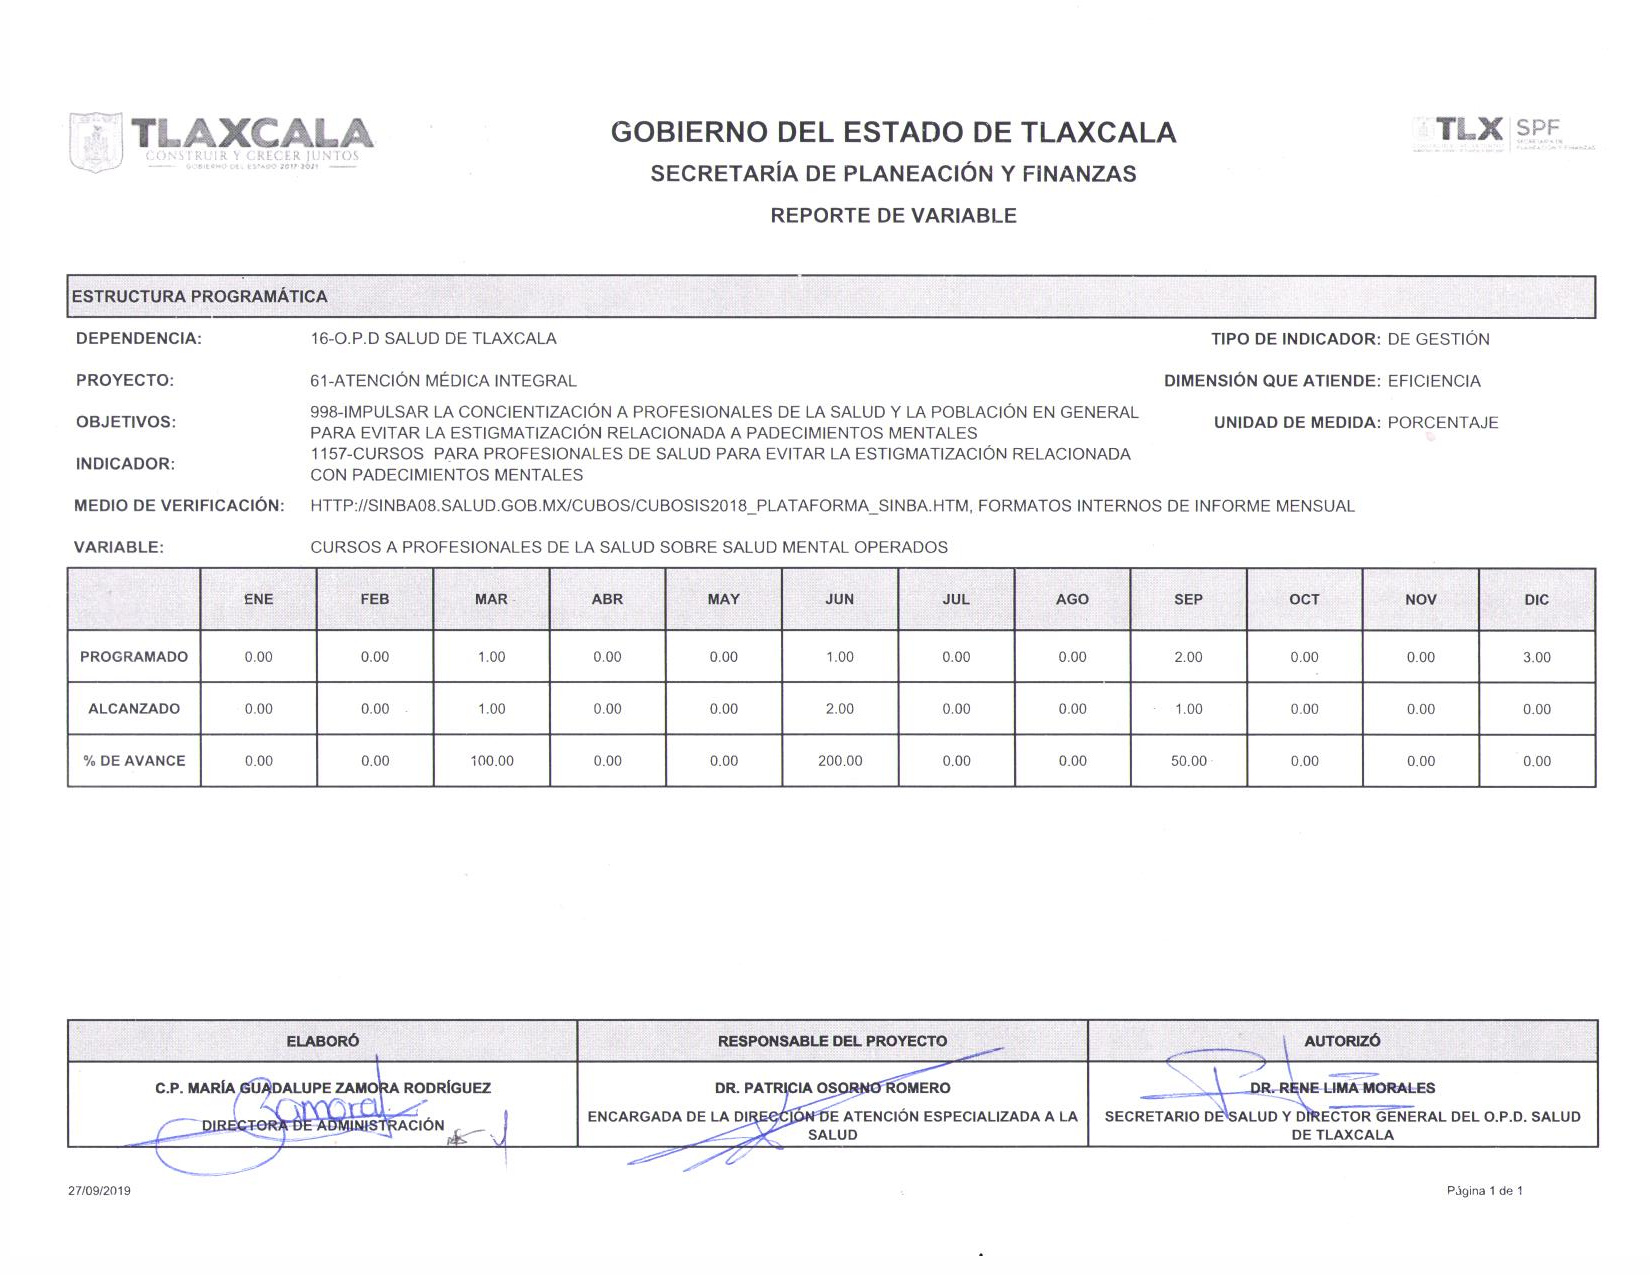 TLAXCALA
CONSTRUIR Y CRECER JUNTOS
GOBIERNO DEL ESTADO 2017-2021
GOBIERNO DEL ESTADO DE TLAXCALA
SECRETARÍA DE PLANEACIÓN Y FINANZAS
REPORTE DE VARIABLE
TLX SPF
ESTRUCTURA PROGRAMÁTICA
DEPENDENCIA: 16-O.P.D SALUD DE TLAXCALA TIPO DE INDICADOR: DE GESTIÓN
PROYECTO: 61-ATENCIÓN MÉDICA INTEGRAL DIMENSIÓN QUE ATIENDE: EFICIENCIA
OBJETIVOS: 998-IMPULSAR LA CONCIENTIZACIÓN A PROFESIONALES DE LA SALUD Y LA POBLACIÓN EN GENERAL
PARA EVITAR LA ESTIGMATIZACIÓN RELACIONADA A PADECIMIENTOS MENTALES
UNIDAD DE MEDIDA: PORCENTAJE
INDICADOR: 1157-CURSOS PARA PROFESIONALES DE SALUD PARA EVITAR LA ESTIGMATIZACIÓN RELACIONADA
CON PADECIMIENTOS MENTALES
MEDIO DE VERIFICACIÓN: HTTP://SINBA08.SALUD.GOB.MX/CUBOS/CUBOSIS2018_PLATAFORMA_SINBA.HTM, FORMATOS INTERNOS DE INFORME MENSUAL
VARIABLE: CURSOS A PROFESIONALES DE LA SALUD SOBRE SALUD MENTAL OPERADOS
ENE FEB MAR ABR MAY JUN JUL AGO SEP OCT NOV DIC
PROGRAMADO 0.00 0.00 1.00 0.00 0.00 1.00 0.00 0.00 2.00 0.00 0.00 3.00
ALCANZADO 0.00 0.00 1.00 0.00 0.00 2.00 0.00 0.00 1.00 0.00 0.00 0.00
% DE AVANCE 0.00 0.00 100.00 0.00 0.00 200.00 0.00 0.00 50.00 0.00 0.00 0.00
ELABORÓ RESPONSABLE DEL PROYECTO AUTORIZÓ
C.P. MARÍA GUADALUPE ZAMORA RODRÍGUEZ
DIRECTORA DE ADMINISTRACIÓN
DR. PATRICIA OSORNO ROMERO
ENCARGADA DE LA DIRECCIÓN DE ATENCIÓN ESPECIALIZADA A LA
SALUD
DR. RENE LIMA MORALES
SECRETARIO DE SALUD Y DIRECTOR GENERAL DEL O.P.D. SALUD
DE TLAXCALA
27/09/2019 Página 1 de 1